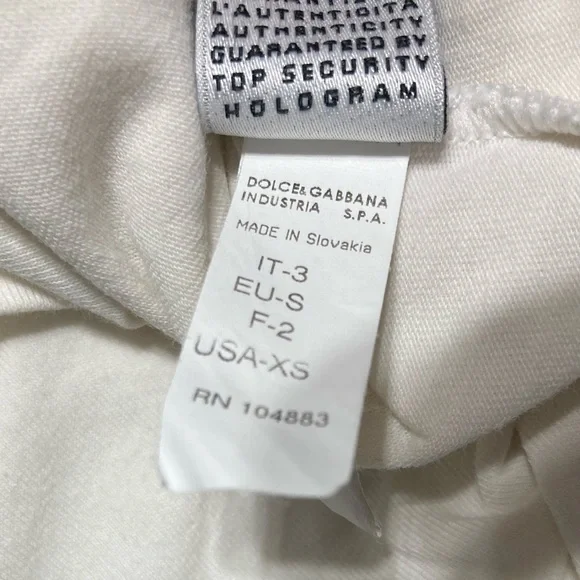 L'AUTENTICITÀ
AUTHENTICITY
GUARANTEED BY
TOP SECURITY
HOLOGRAM
DOLCE&GABBANA
INDUSTRIA S.P.A.
MADE IN Slovakia
IT-3
EU-S
F-2
USA-XS
RN 104883